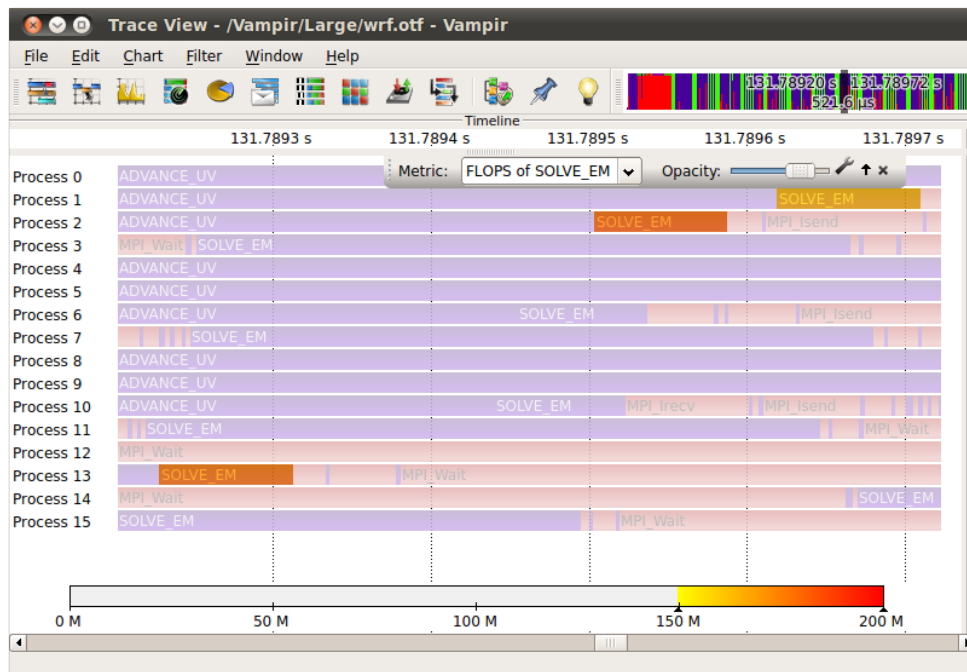 Trace View - /Vampir/Large/wrf.otf - Vampir
File Edit Chart Filter Window Help
131.78920 s 131.78972 s
521.6 µs
Timeline
131.7893 s 131.7894 s 131.7895 s 131.7896 s 131.7897 s
Metric: FLOPS of SOLVE_EM Opacity:
Process 0 ADVANCE_UV
Process 1 ADVANCE_UV SOLVE_EM
Process 2 ADVANCE_UV SOLVE_EM MPI_Isend
Process 3 MPI_Wait SOLVE_EM
Process 4 ADVANCE_UV
Process 5 ADVANCE_UV
Process 6 ADVANCE_UV SOLVE_EM MPI_Isend
Process 7 SOLVE_EM
Process 8 ADVANCE_UV
Process 9 ADVANCE_UV
Process 10 ADVANCE_UV SOLVE_EM MPI_Irecv MPI_Isend
Process 11 SOLVE_EM MPI_Wait
Process 12 MPI_Wait
Process 13 SOLVE_EM MPI_Wait
Process 14 MPI_Wait SOLVE_EM
Process 15 SOLVE_EM MPI_Wait
0 M 50 M 100 M 150 M 200 M